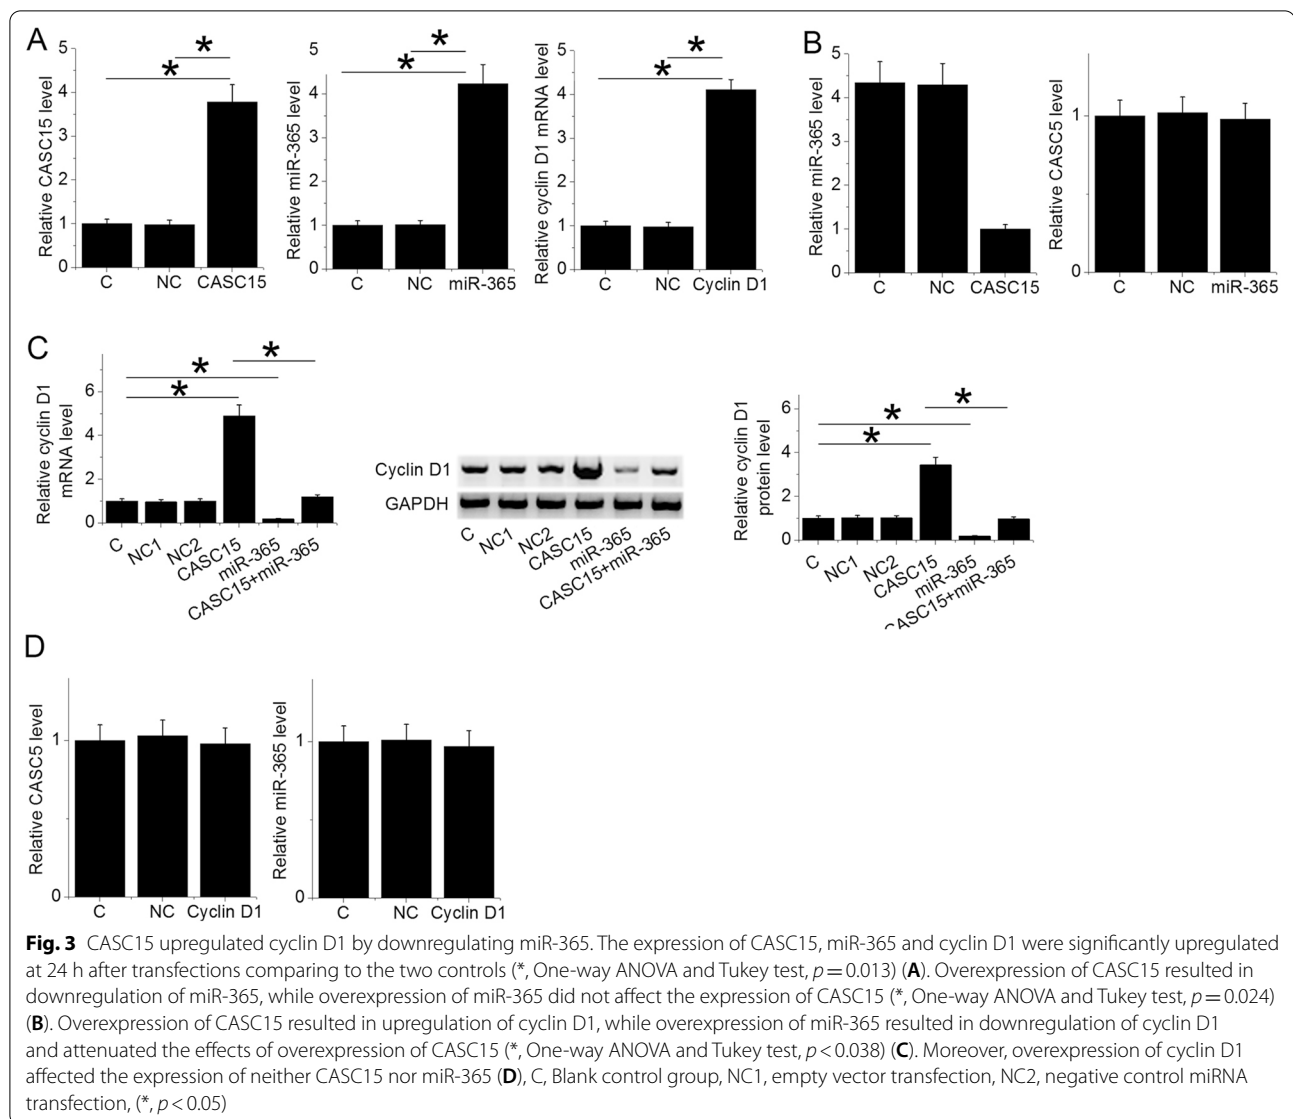 A
B
Relative CASC15 level
5
4
3
2
1
0
* *
C NC CASC15
Relative miR-365 level
5
4
3
2
1
0
* *
C NC miR-365
Relative cyclin D1 mRNA level
5
4
3
2
1
0
* *
C NC Cyclin D1
Relative miR-365 level
5
4
3
2
1
0
C NC CASC15
Relative CASC5 level
1
0
C NC miR-365
C
Relative cyclin D1
mRNA level
6
4
2
0
* * *
C NC1 NC2 CASC15 miR-365 CASC15+miR-365
Cyclin D1
GAPDH
C NC1 NC2 CASC15 miR-365 CASC15+miR-365
Relative cyclin D1
protein level
6
4
2
0
* * *
C NC1 NC2 CASC15 miR-365 CASC15+miR-365
D
Relative CASC5 level
1
0
C NC Cyclin D1
Relative miR-365 level
1
0
C NC Cyclin D1
Fig. 3 CASC15 upregulated cyclin D1 by downregulating miR-365. The expression of CASC15, miR-365 and cyclin D1 were significantly upregulated
at 24 h after transfections comparing to the two controls (*, One-way ANOVA and Tukey test, p = 0.013) (A). Overexpression of CASC15 resulted in
downregulation of miR-365, while overexpression of miR-365 did not affect the expression of CASC15 (*, One-way ANOVA and Tukey test, p = 0.024)
(B). Overexpression of CASC15 resulted in upregulation of cyclin D1, while overexpression of miR-365 resulted in downregulation of cyclin D1
and attenuated the effects of overexpression of CASC15 (*, One-way ANOVA and Tukey test, p < 0.038) (C). Moreover, overexpression of cyclin D1
affected the expression of neither CASC15 nor miR-365 (D), C, Blank control group, NC1, empty vector transfection, NC2, negative control miRNA
transfection, (*, p < 0.05)